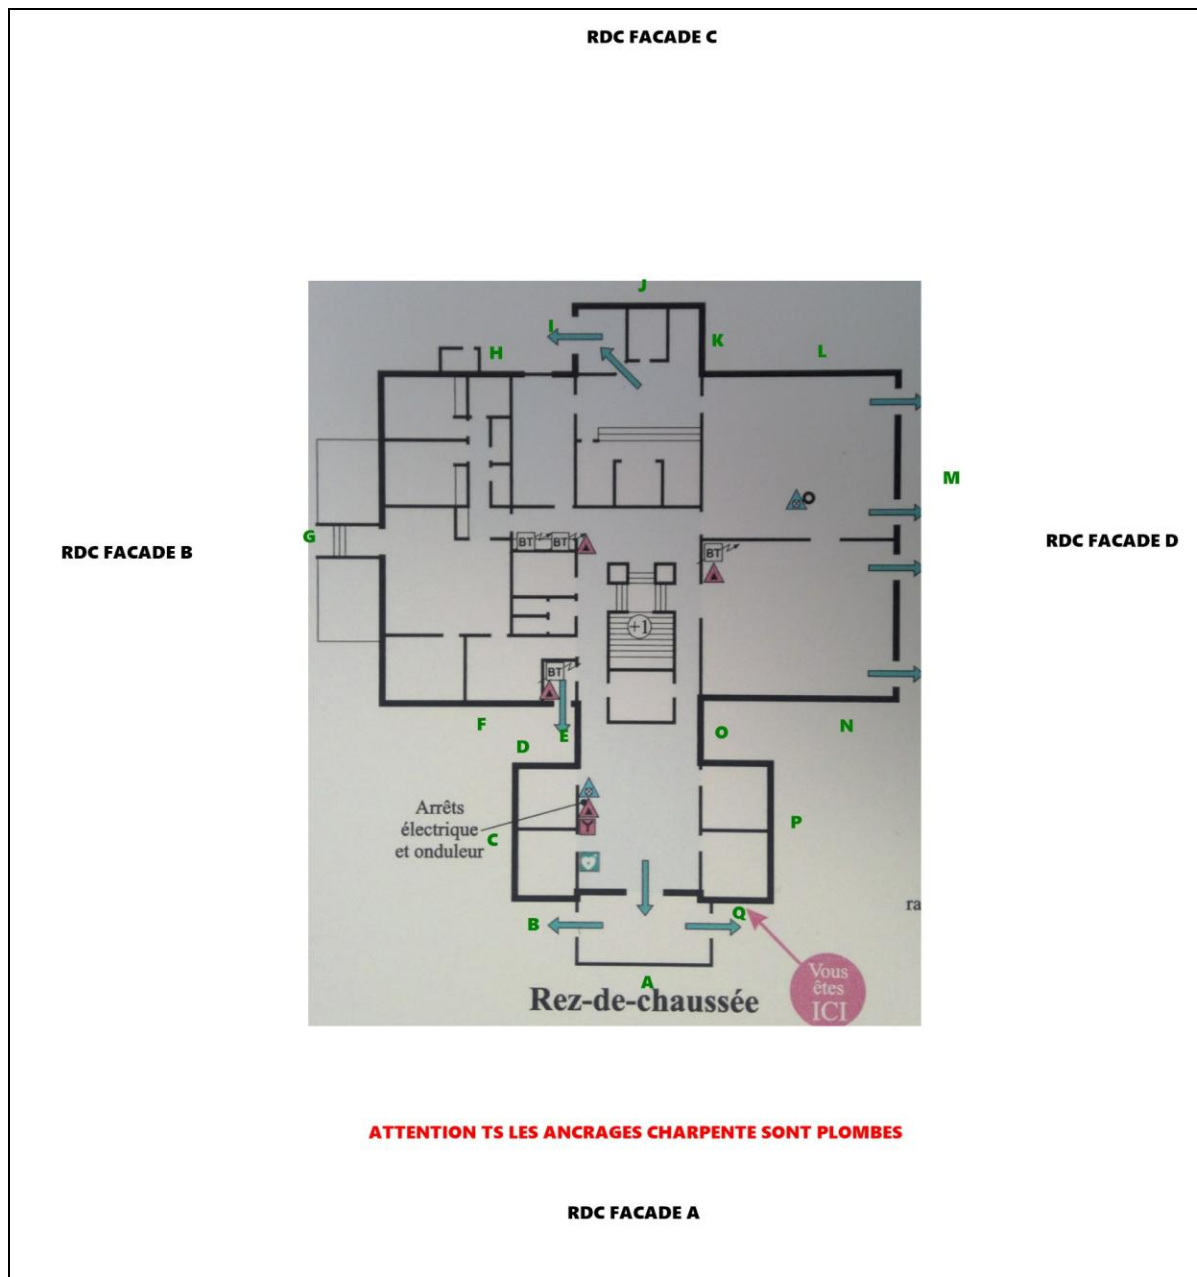 RDC FACADE C
J
I
K
H
L
M
G
RDC FACADE B
RDC FACADE D
BT
BT
BT
+1
BT
F
D
E
O
N
Arrêts
électrique
et onduleur
C
P
ra
B
Q
A
Rez-de-chaussée
Vous
êtes
ICI
ATTENTION TS LES ANCRAGES CHARPENTE SONT PLOMBES
RDC FACADE A